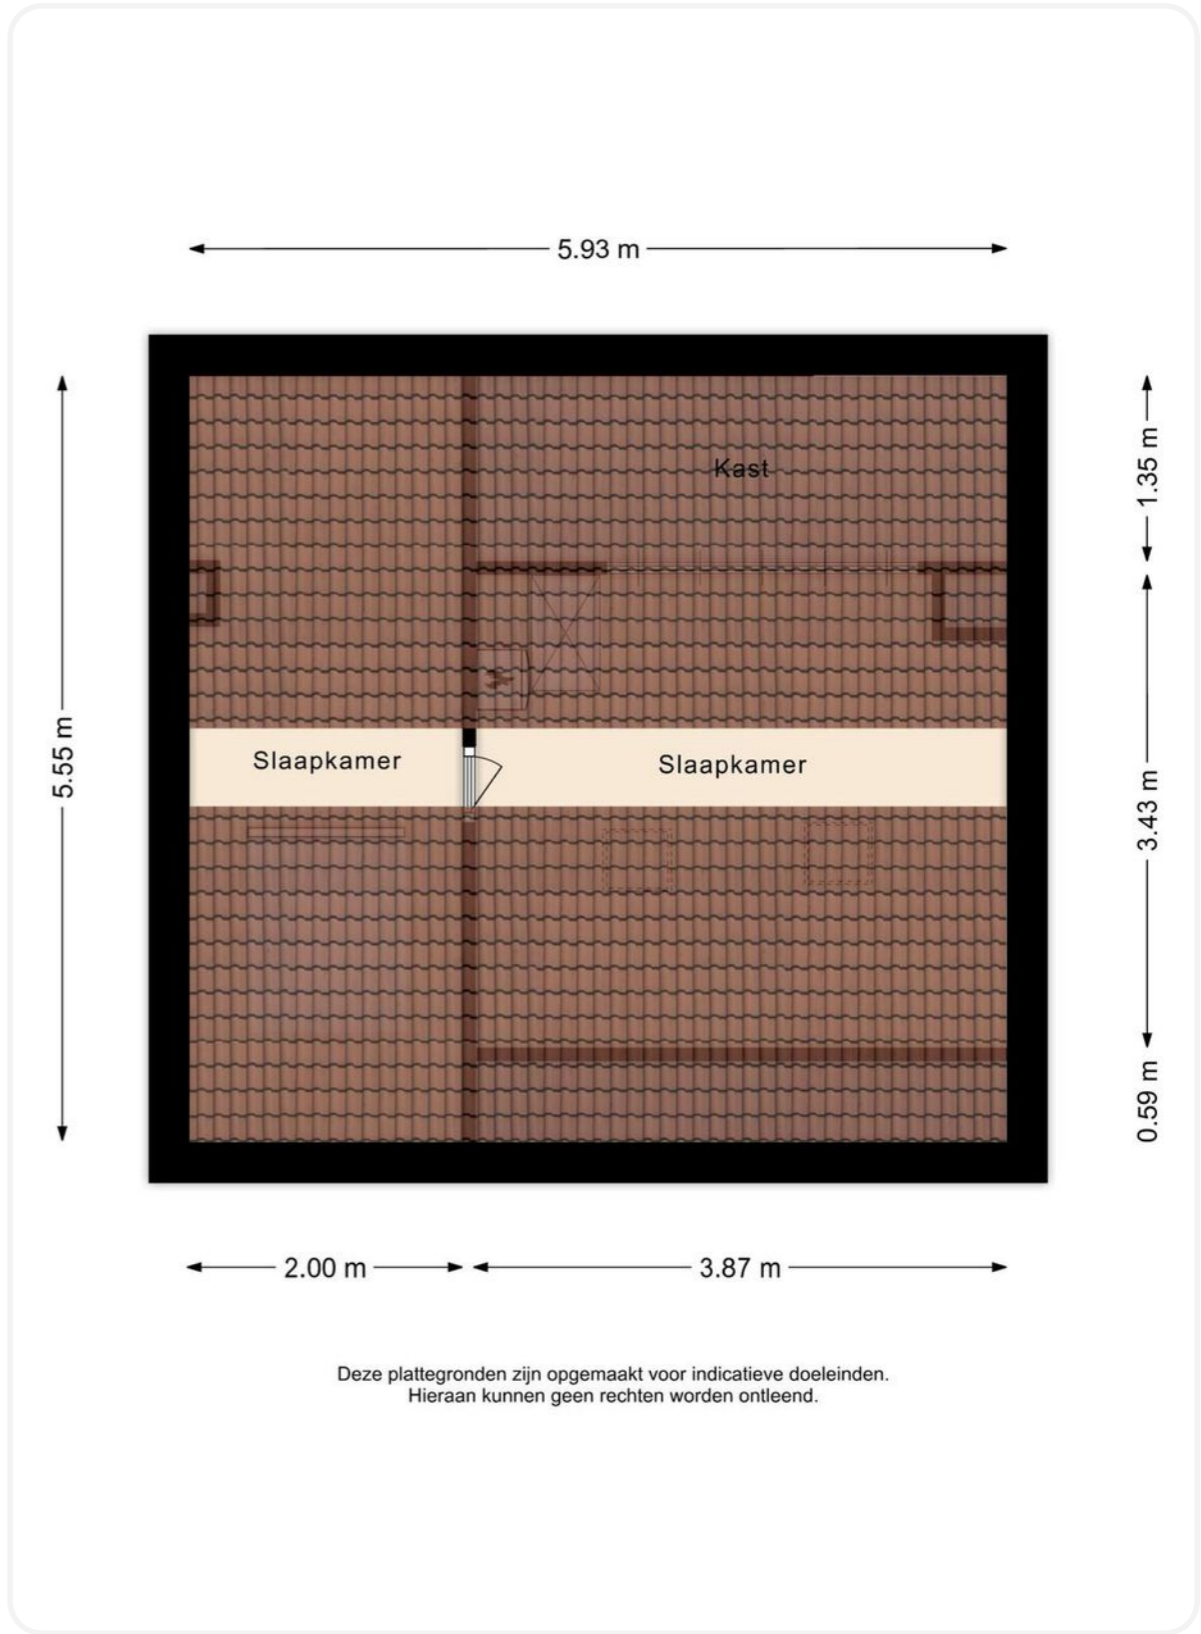 5.93 m
Kast
1.35 m
5.55 m
Slaapkamer
Slaapkamer
3.43 m
0.59 m
2.00 m
3.87 m
Deze plattegronden zijn opgemaakt voor indicatieve doeleinden.
Hieraan kunnen geen rechten worden ontleend.